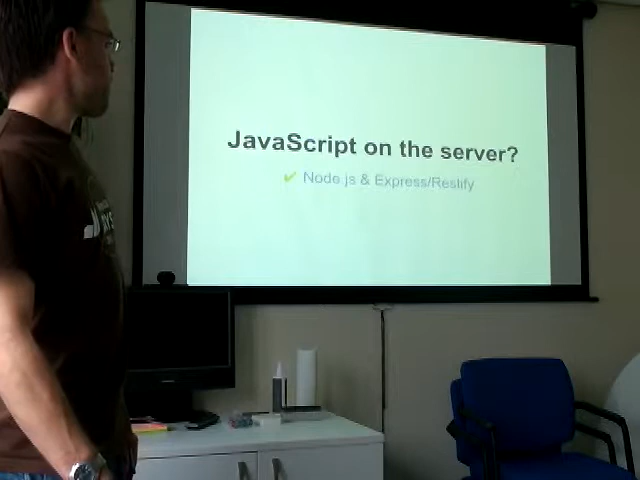 JavaScript on the server?
✔ Node.js & Express/Restify